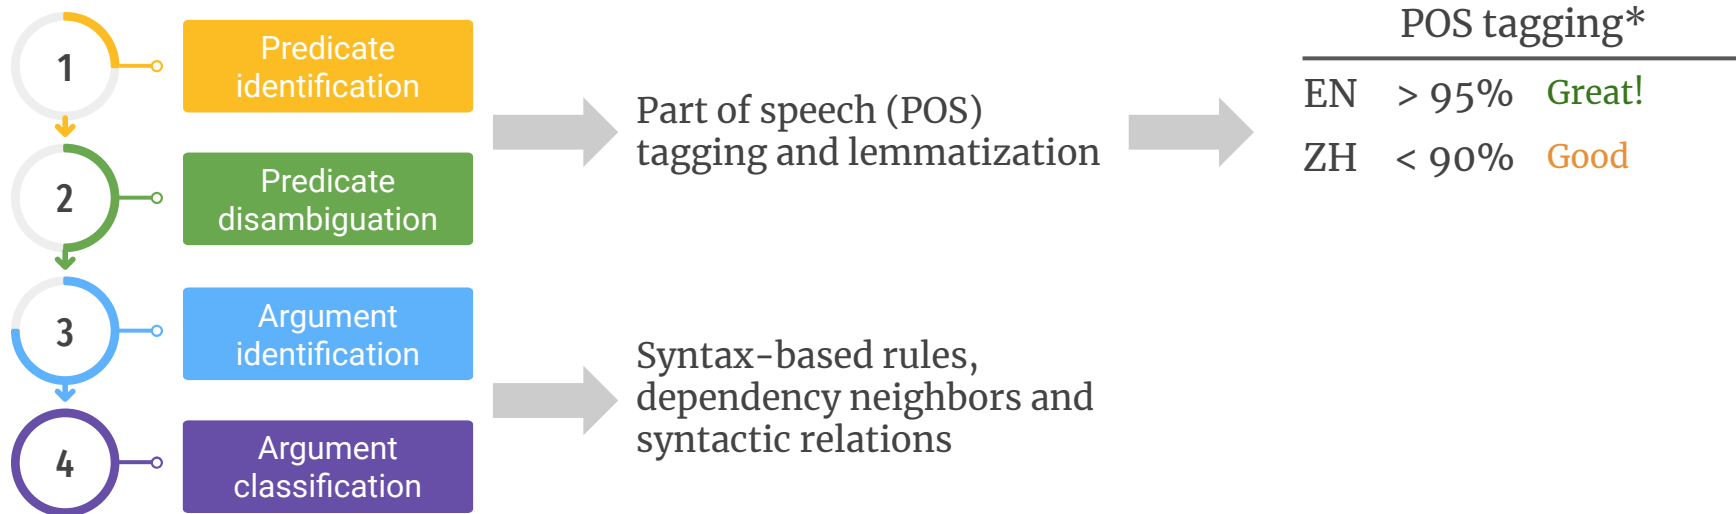 1
Predicate
identification
2
Predicate
disambiguation
3
Argument
identification
4
Argument
classification
Part of speech (POS)
tagging and lemmatization
Syntax-based rules,
dependency neighbors and
syntactic relations
POS tagging*
EN > 95% Great!
ZH < 90% Good